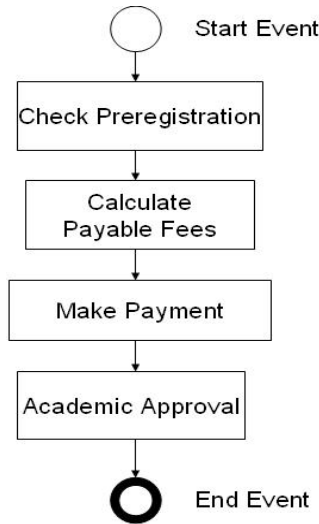 Start Event
Check Preregistration
Calculate
Payable Fees
Make Payment
Academic Approval
End Event